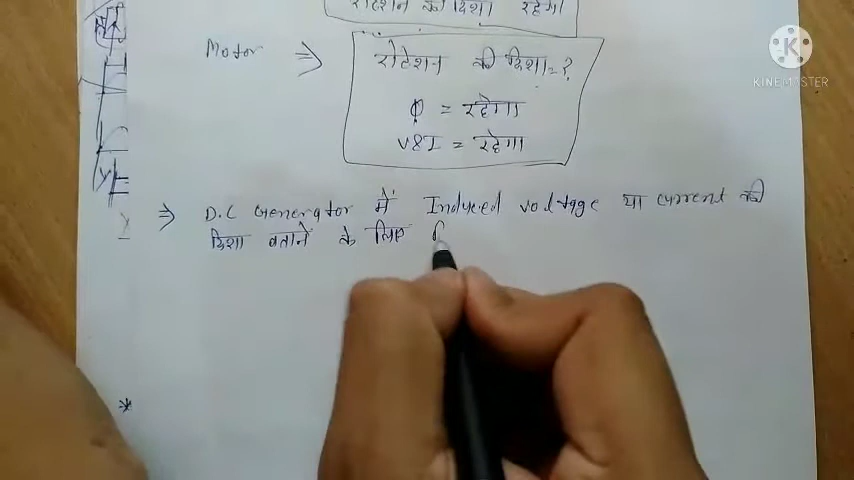 रोटेशन की दिशा रहेगा
Motor ⇒ रोटेशन की दिशा = ?
φ = रहेगा
V&I = रहेगा
⇒ D.C Generator में Induced voltage या current की
दिशा बताने के लिए
K
KINEMASTER